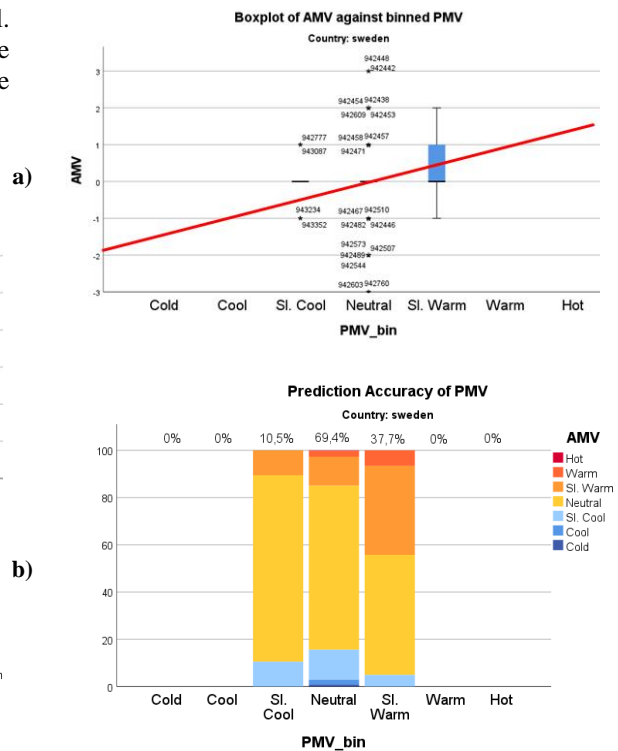 l.
e
e
a)
Boxplot of AMV against binned PMV
Country: sweden
AMV
3
2
1
0
-1
-2
-3
942448
942442
942454 942438
942609 942453
942777
943087
942458 942457
942471
943234
943352
942467 942510
942482 942446
942573
942507
942489
942544
942603 942760
Cold Cool Sl. Cool Neutral Sl. Warm Warm Hot
PMV_bin
b)
Prediction Accuracy of PMV
Country: sweden
0% 0% 10,5% 69,4% 37,7% 0% 0%
100
80
60
40
20
0
AMV
Hot
Warm
Sl. Warm
Neutral
Sl. Cool
Cool
Cold
Cold Cool Sl. Cool Neutral Sl. Warm Warm Hot
PMV_bin